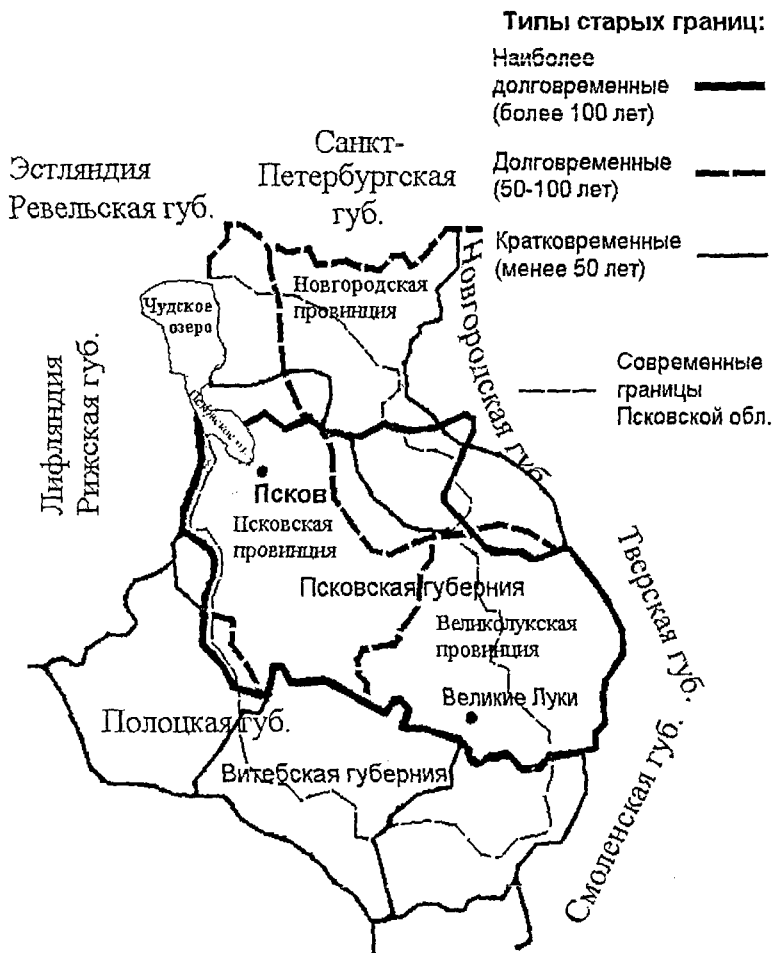 Типы старых границ:
Наиболее
долговременные
(более 100 лет)
Долговременные
(50-100 лет)
Кратковременные
(менее 50 лет)
Современные
границы
Псковской обл.
Санкт-
Петербургская
губ.
Эстляндия
Ревельская губ.
Новгородская
провинция
Новгородская губ.
Чудское
озеро
Лифляндия
Рижская губ.
Псков
Псковская
провинция
Псковская губерния
Великолукская
провинция
Великие Луки
Тверская губ.
Полоцкая губ.
Витебская губерния
Смоленская губ.